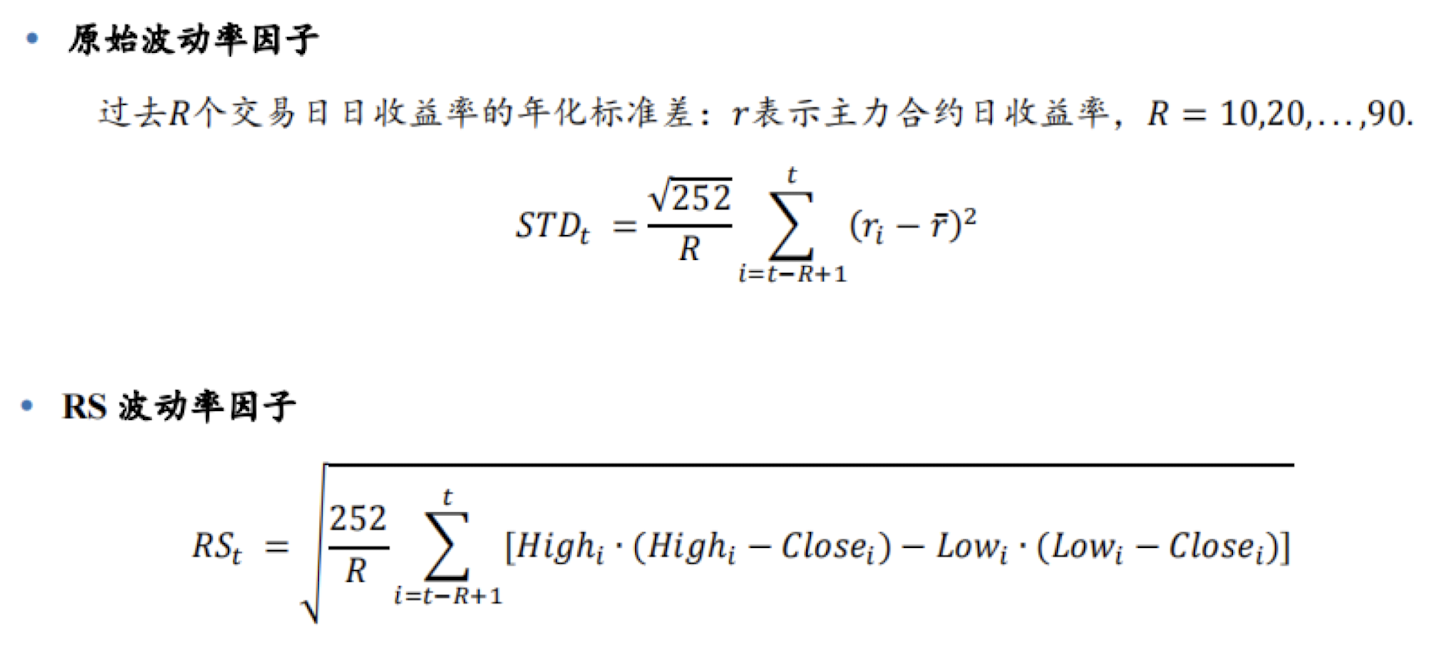 • 原始波动率因子
过去R个交易日日收益率的年化标准差：r表示主力合约日收益率，R = 10,20,...,90.
$STD_t = \frac{\sqrt{252}}{R} \sum_{i=t-R+1}^{t} (r_i - \bar{r})^2$
• RS 波动率因子
$RS_t = \sqrt{\frac{252}{R} \sum_{i=t-R+1}^{t} [High_i \cdot (High_i - Close_i) - Low_i \cdot (Low_i - Close_i)]}$